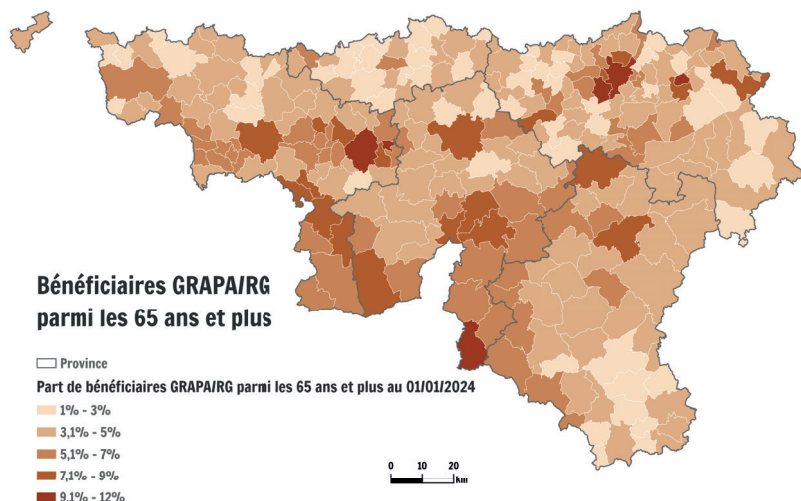 Bénéficiaires GRAPA/RG
parmi les 65 ans et plus
Province
Part de bénéficiaires GRAPA/RG parmi les 65 ans et plus au 01/01/2024
1% - 3%
3,1% - 5%
5,1% - 7%
7,1% - 9%
9,1% - 12%
0 10 20
km